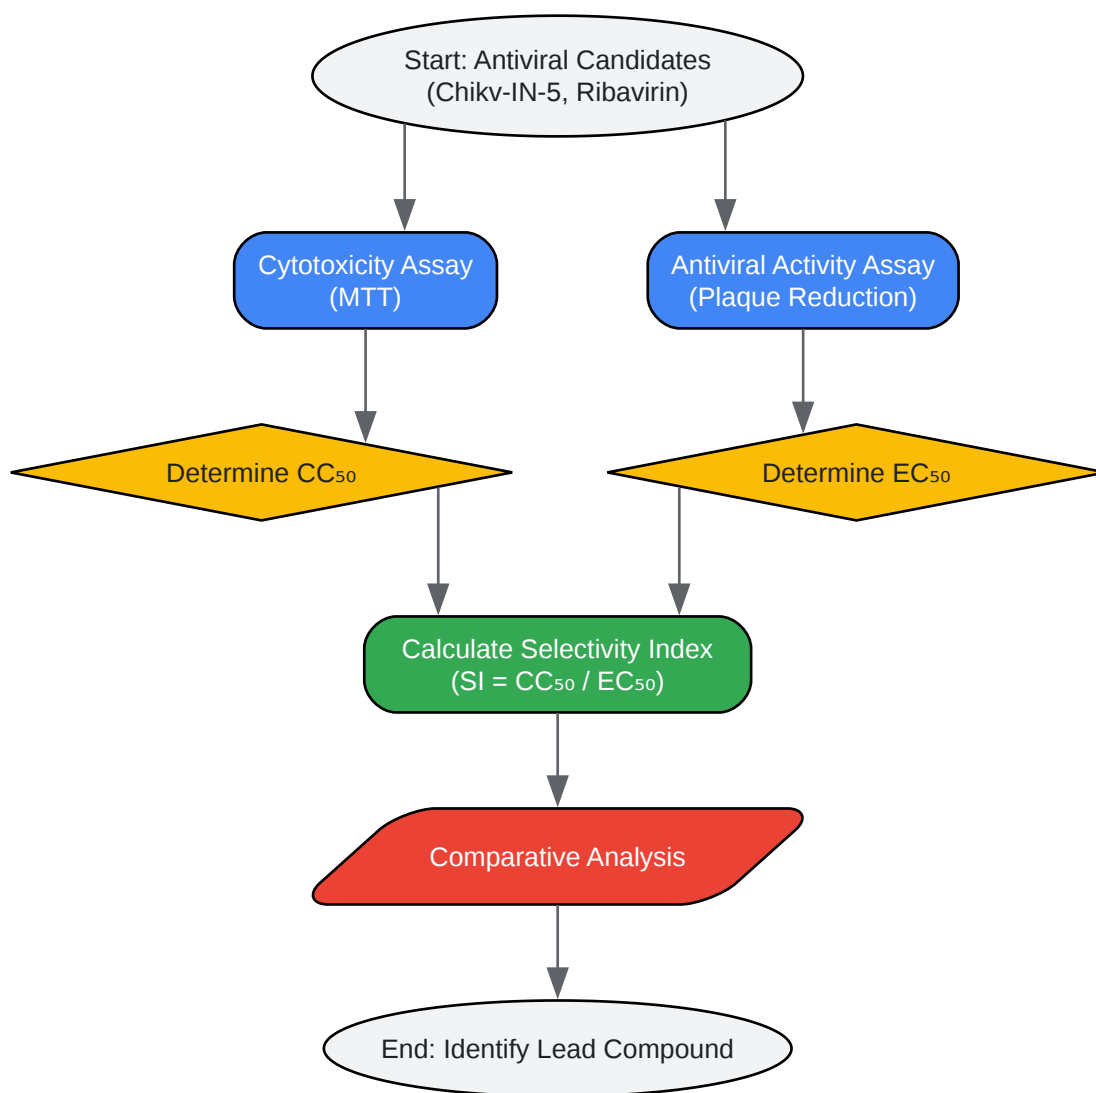 Start: Antiviral Candidates
(Chikv-IN-5, Ribavirin)
Cytotoxicity Assay
(MTT)
Antiviral Activity Assay
(Plaque Reduction)
Determine CC₅₀
Determine EC₅₀
Calculate Selectivity Index
(SI = CC₅₀ / EC₅₀)
Comparative Analysis
End: Identify Lead Compound